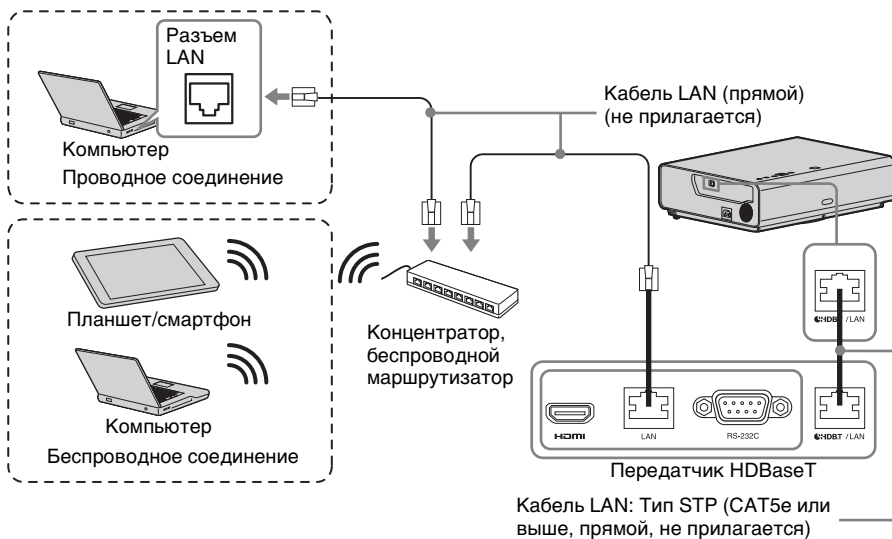 Разъем
LAN
Компьютер
Проводное соединение
Кабель LAN (прямой)
(не прилагается)
Планшет/смартфон
Компьютер
Беспроводное соединение
Концентратор,
беспроводной
маршрутизатор
HDBT / LAN
HDMI
LAN
RS-232C
HDBT / LAN
Передатчик HDBaseT
Кабель LAN: Тип STP (CAT5e или
выше, прямой, не прилагается)